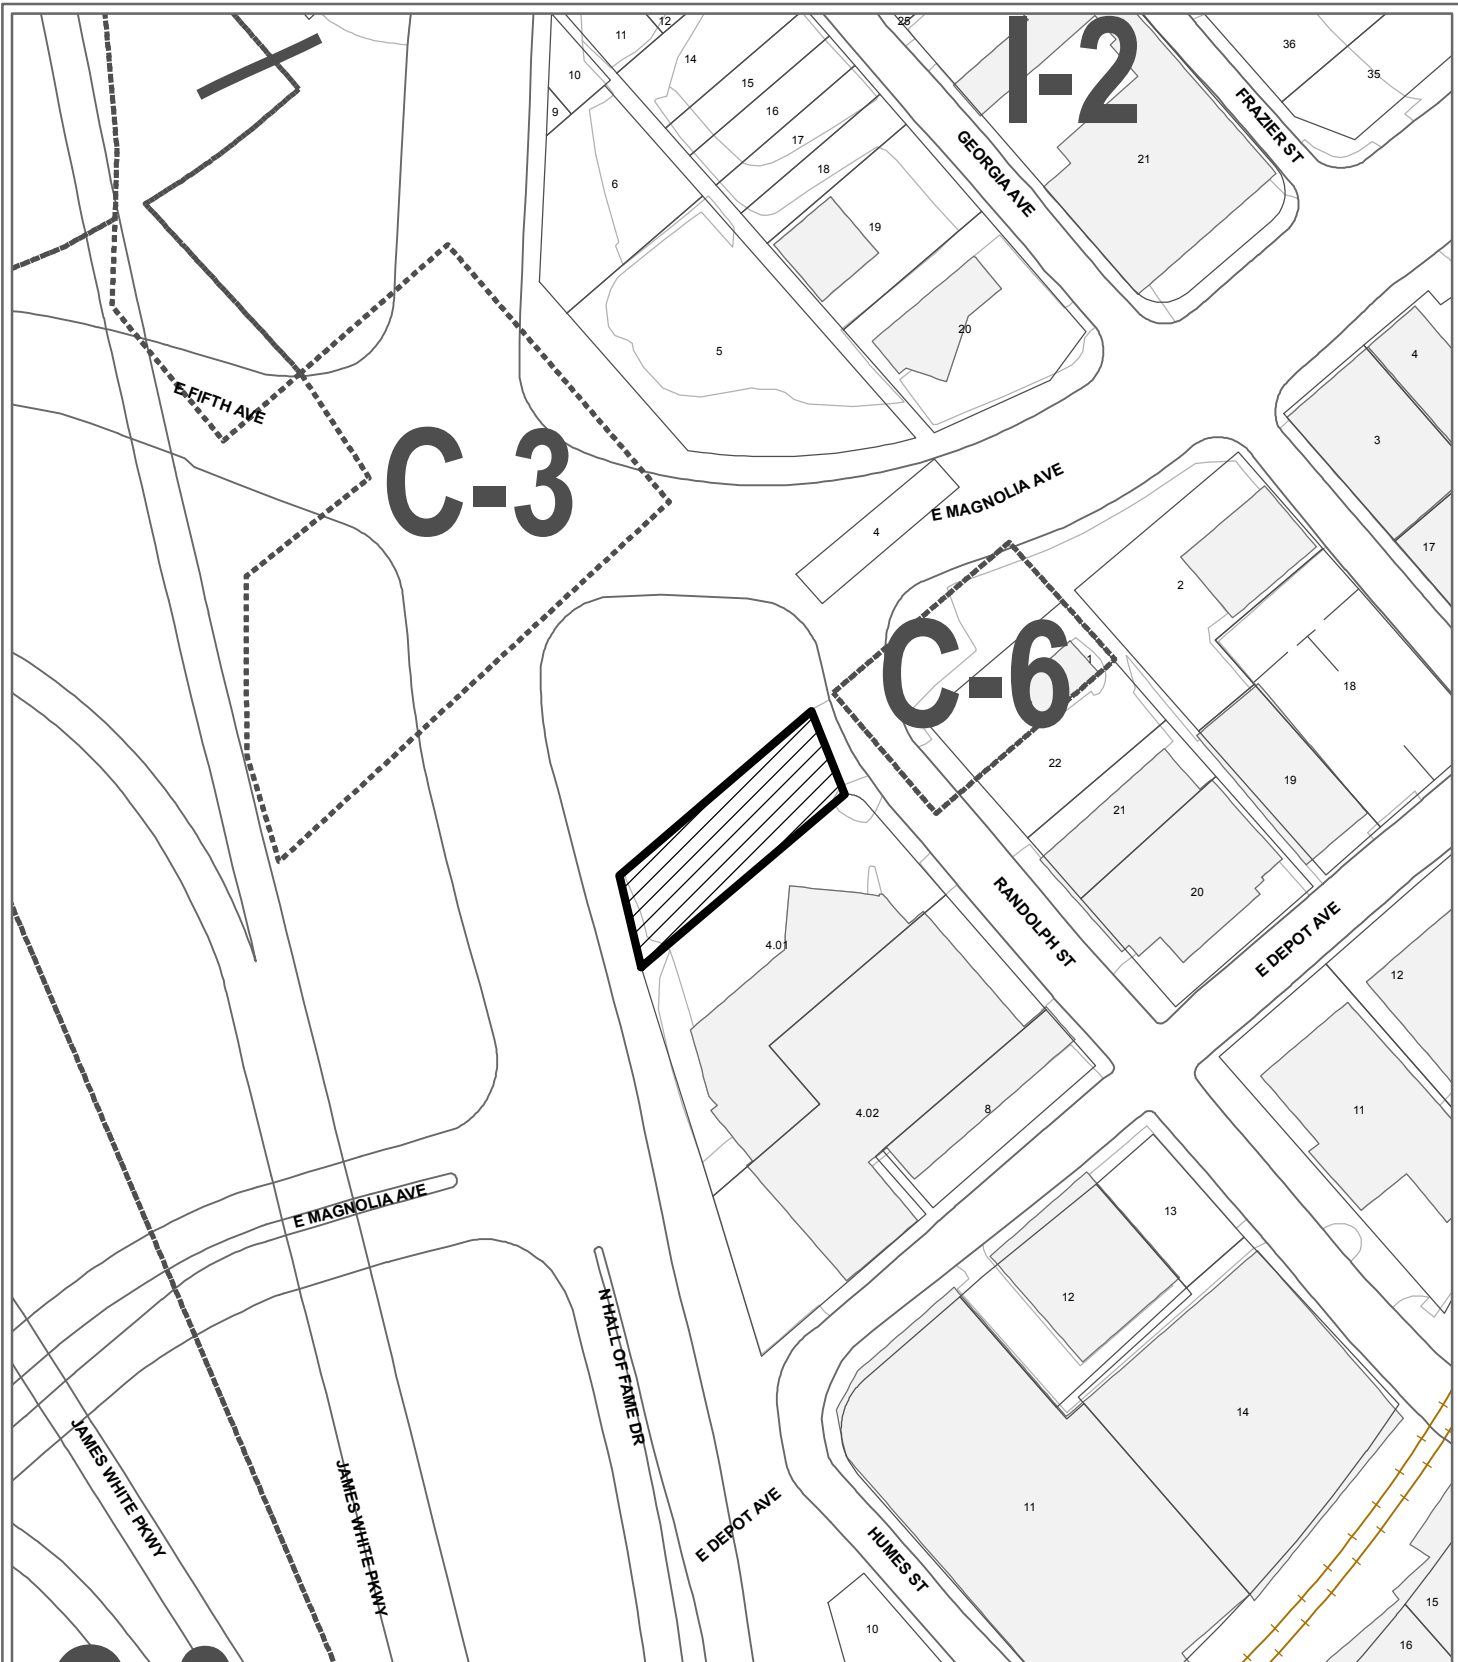 12
25
11
I-2
36
14
35
10
15
16
9
FRAZIER ST
17
GEORGIA AVE
21
18
6
19
20
5
4
E FIFTH AVE
C-3
3
E MAGNOLIA AVE
4
17
2
C-6
1
18
22
19
21
20
RANDOLPH ST
E DEPOT AVE
4.01
12
8
11
4.02
E MAGNOLIA AVE
13
12
N HALL OF FAME DR
14
JAMES WHITE PKWY
JAMES WHITE PKWY
11
E DEPOT AVE
HUMES ST
15
10
16